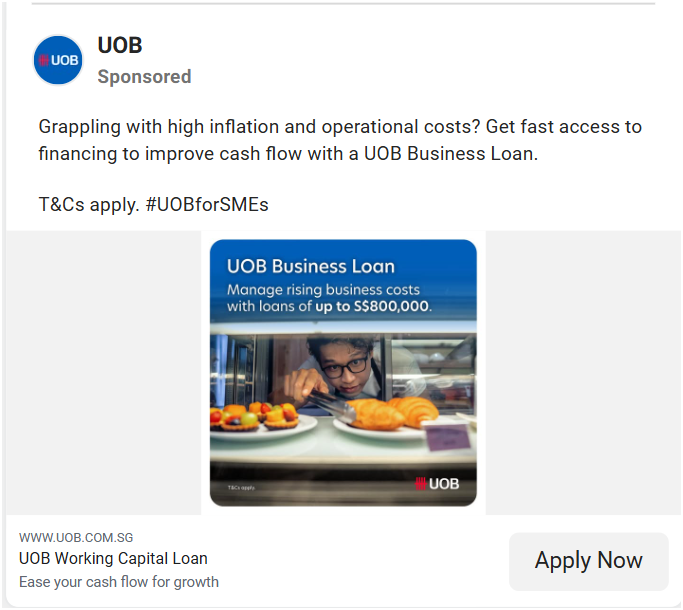 UOB
UOB
Sponsored
Grappling with high inflation and operational costs? Get fast access to
financing to improve cash flow with a UOB Business Loan.
T&Cs apply. #UOBforSMEs
UOB Business Loan
Manage rising business costs
with loans of up to S$800,000.
T&Cs apply.
UOB
WWW.UOB.COM.SG
UOB Working Capital Loan
Ease your cash flow for growth
Apply Now